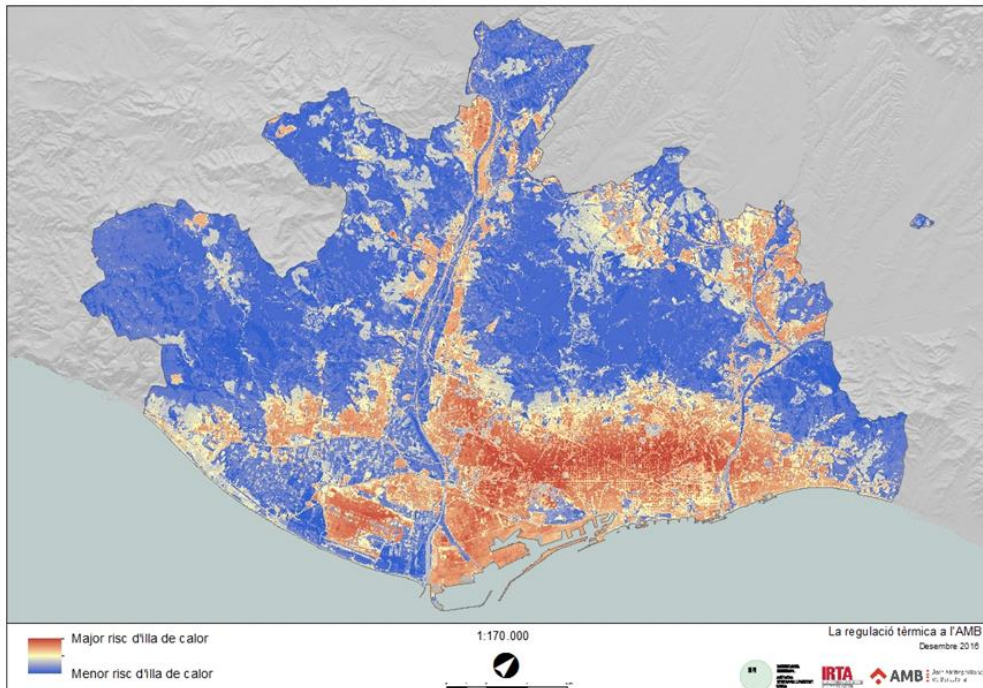 Major risc d'illa de calor
Menor risc d'illa de calor
1:170.000
La regulació tèrmica a l'AMB
Desembre 2016
IRTA
AMB